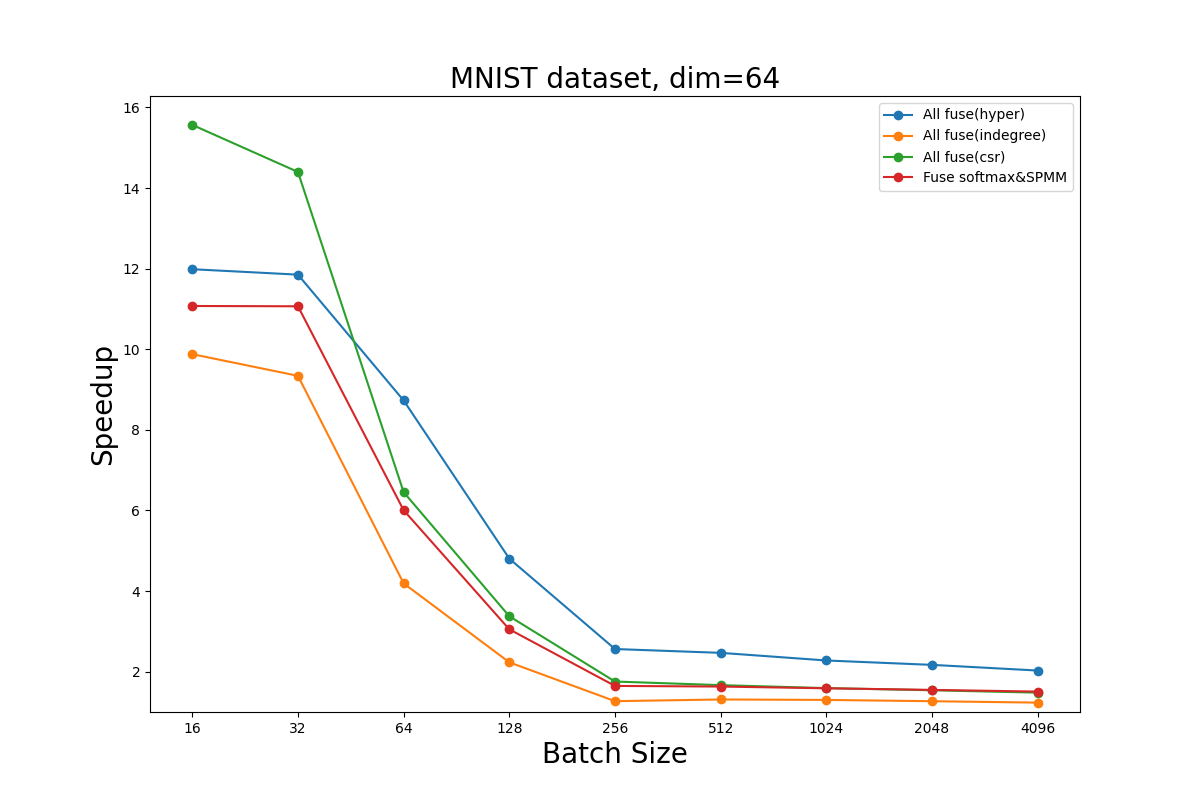 MNIST dataset, dim=64
16
14
12
10
8
6
4
2
Speedup
All fuse(hyper)
All fuse(indegree)
All fuse(csr)
Fuse softmax&SPMM
16 32 64 128 256 512 1024 2048 4096
Batch Size